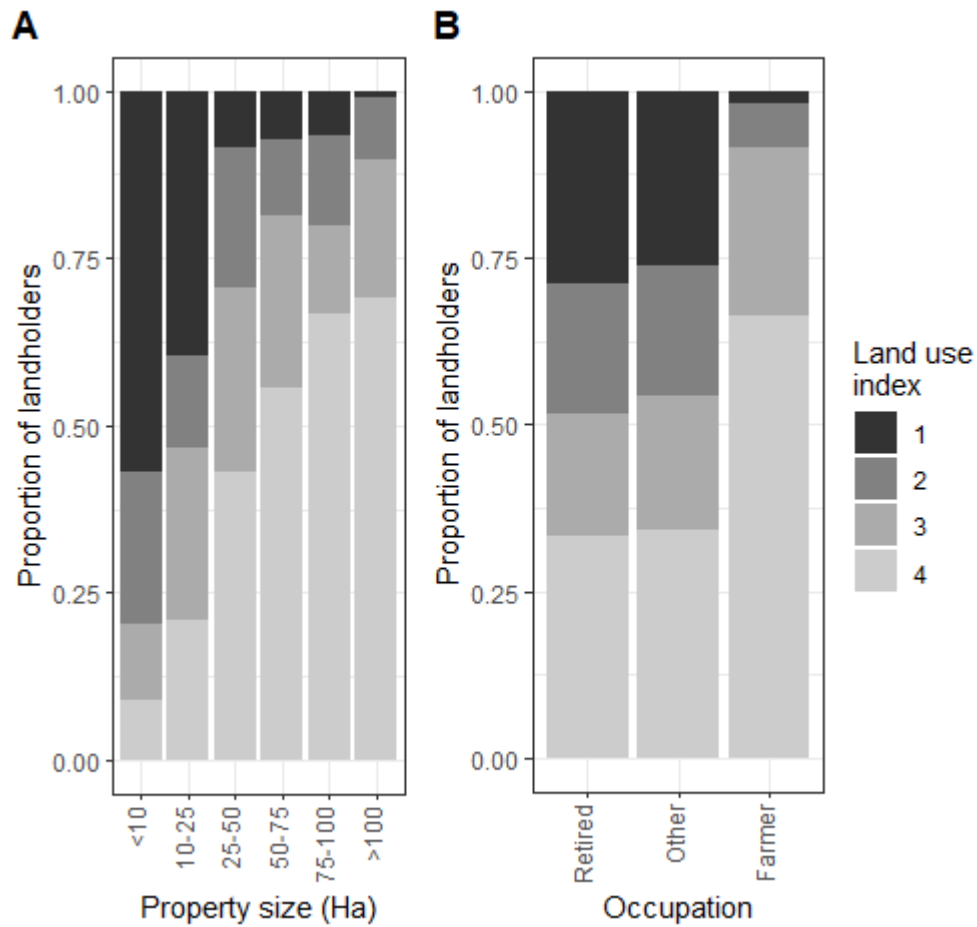 A
Proportion of landholders
1.00
0.75
0.50
0.25
0.00
<10
10-25
25-50
50-75
75-100
>100
Property size (Ha)
B
Proportion of landholders
1.00
0.75
0.50
0.25
0.00
Retired
Other
Farmer
Occupation
Land use
index
1
2
3
4